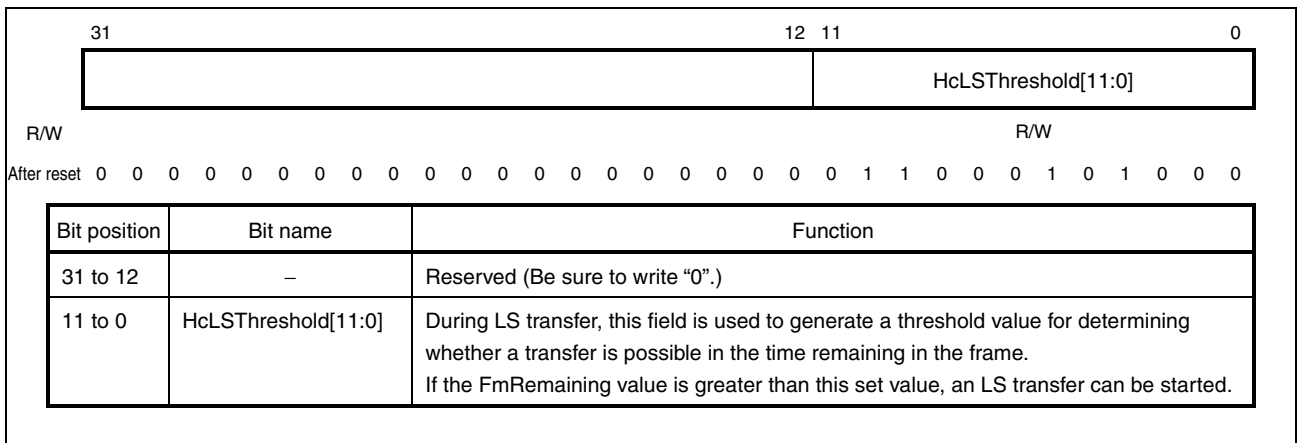 31 12 11 0
HcLSThreshold[11:0]
R/W R/W
After reset 0 0 0 0 0 0 0 0 0 0 0 0 0 0 0 0 0 0 0 0 0 1 1 0 0 0 1 0 1 0 0 0
Bit position Bit name Function
31 to 12 – Reserved (Be sure to write “0”.)
11 to 0 HcLSThreshold[11:0] During LS transfer, this field is used to generate a threshold value for determining
whether a transfer is possible in the time remaining in the frame.
If the FmRemaining value is greater than this set value, an LS transfer can be started.